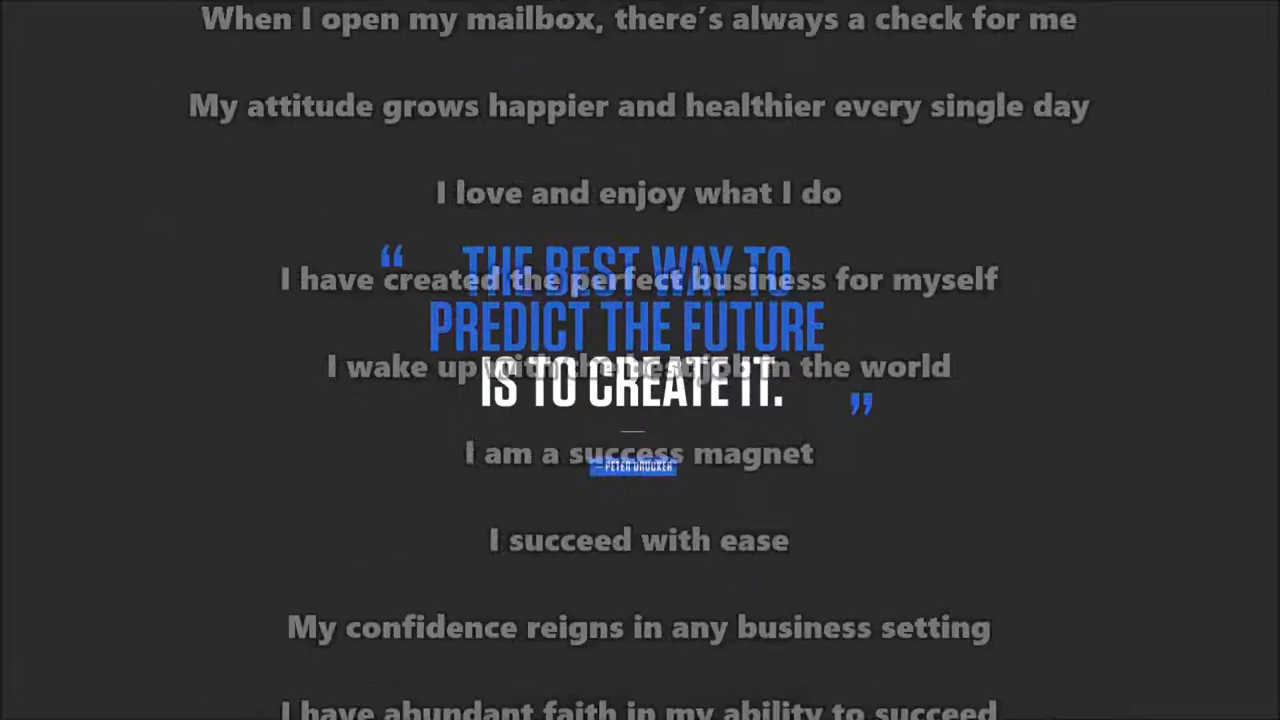 When I open my mailbox, there's always a check for me
My attitude grows happier and healthier every single day
I love and enjoy what I do
“ THE BEST WAY TO
I have created the perfect business for myself
PREDICT THE FUTURE
I wake up with the best job in the world
IS TO CREATE IT. ”
I am a success magnet
– PETER DRUCKER
I succeed with ease
My confidence reigns in any business setting
I have abundant faith in my ability to succeed